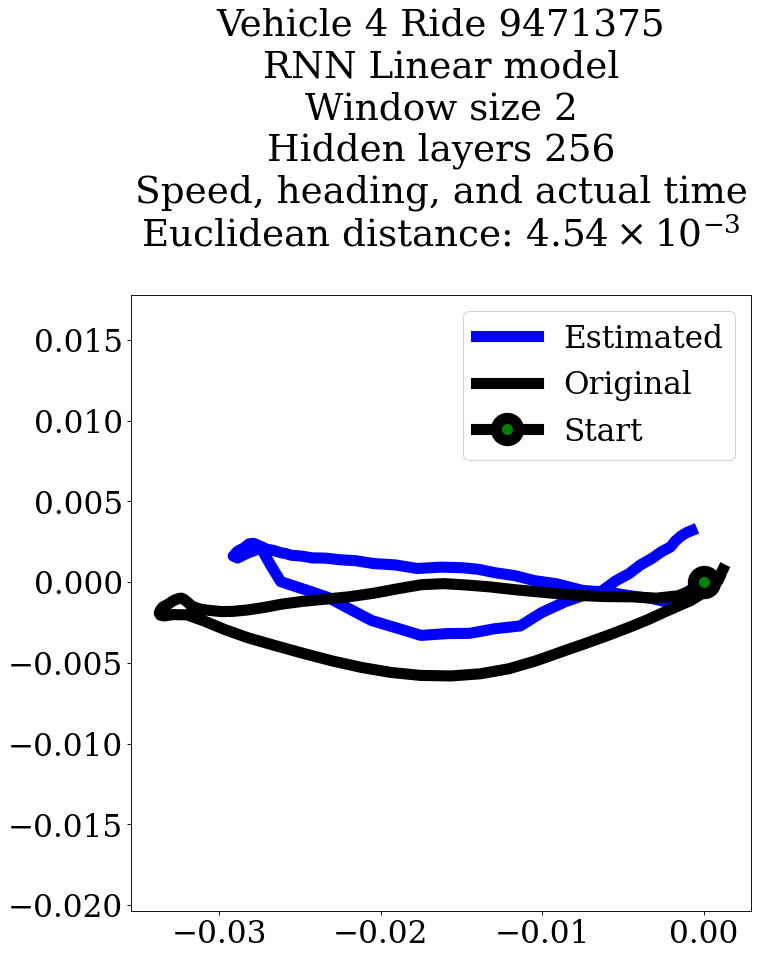 Vehicle 4 Ride 9471375
RNN Linear model
Window size 2
Hidden layers 256
Speed, heading, and actual time
Euclidean distance: 4.54 × 10⁻³
Estimated
Original
Start
0.015
0.010
0.005
0.000
−0.005
−0.010
−0.015
−0.020
−0.03 −0.02 −0.01 0.00